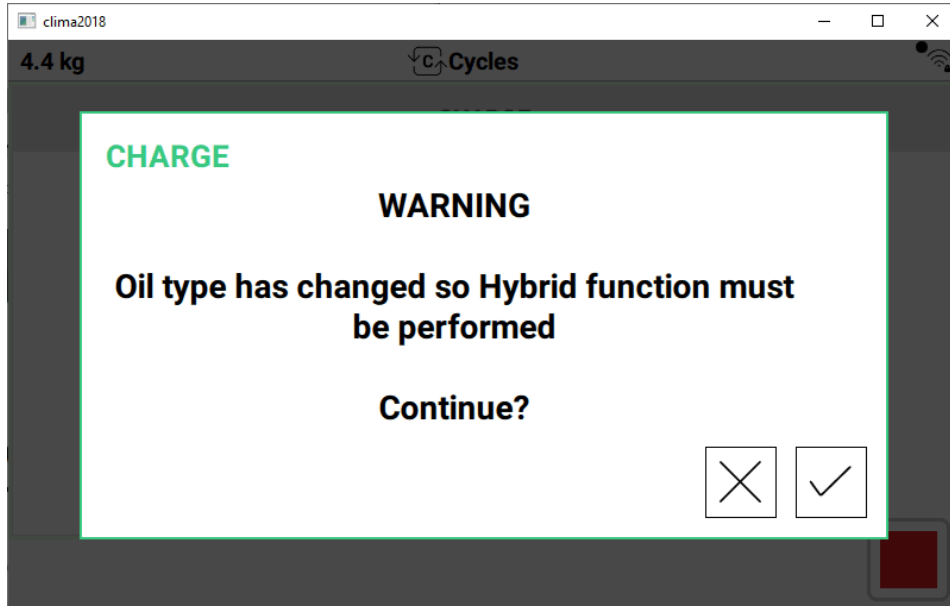 clima2018
4.4 kg
C Cycles
CHARGE
WARNING
Oil type has changed so Hybrid function must
be performed
Continue?